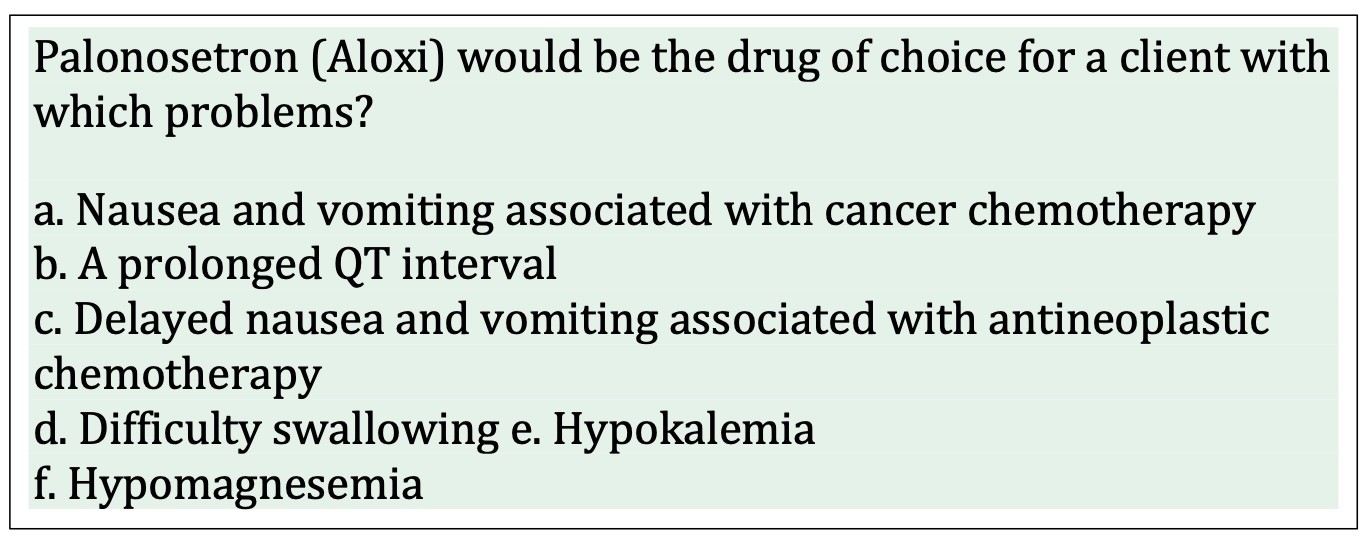 Palonosetron (Aloxi) would be the drug of choice for a client with
which problems?
a. Nausea and vomiting associated with cancer chemotherapy
b. A prolonged QT interval
c. Delayed nausea and vomiting associated with antineoplastic
chemotherapy
d. Difficulty swallowing e. Hypokalemia
f. Hypomagnesemia